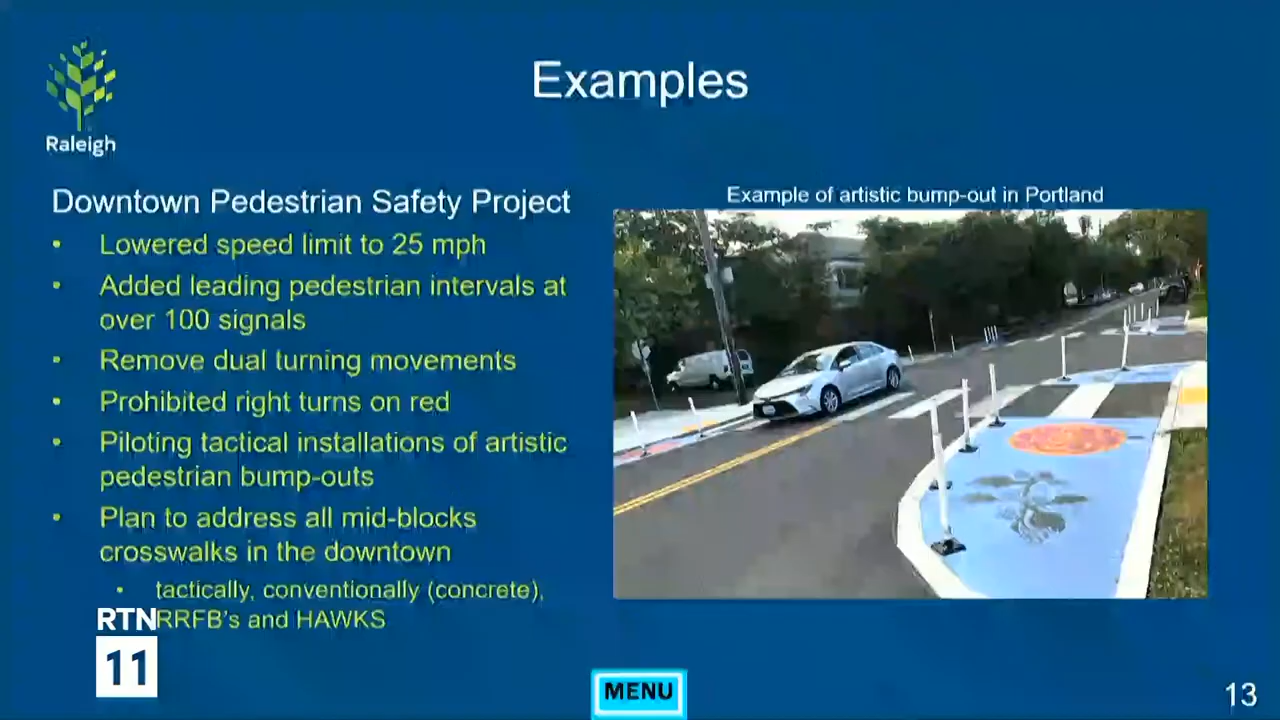 Raleigh
Examples
Downtown Pedestrian Safety Project
• Lowered speed limit to 25 mph
• Added leading pedestrian intervals at
over 100 signals
• Remove dual turning movements
• Prohibited right turns on red
• Piloting tactical installations of artistic
pedestrian bump-outs
• Plan to address all mid-blocks
crosswalks in the downtown
• tactically, conventionally (concrete),
RRFB's and HAWKS
Example of artistic bump-out in Portland
RTN
11
MENU
13